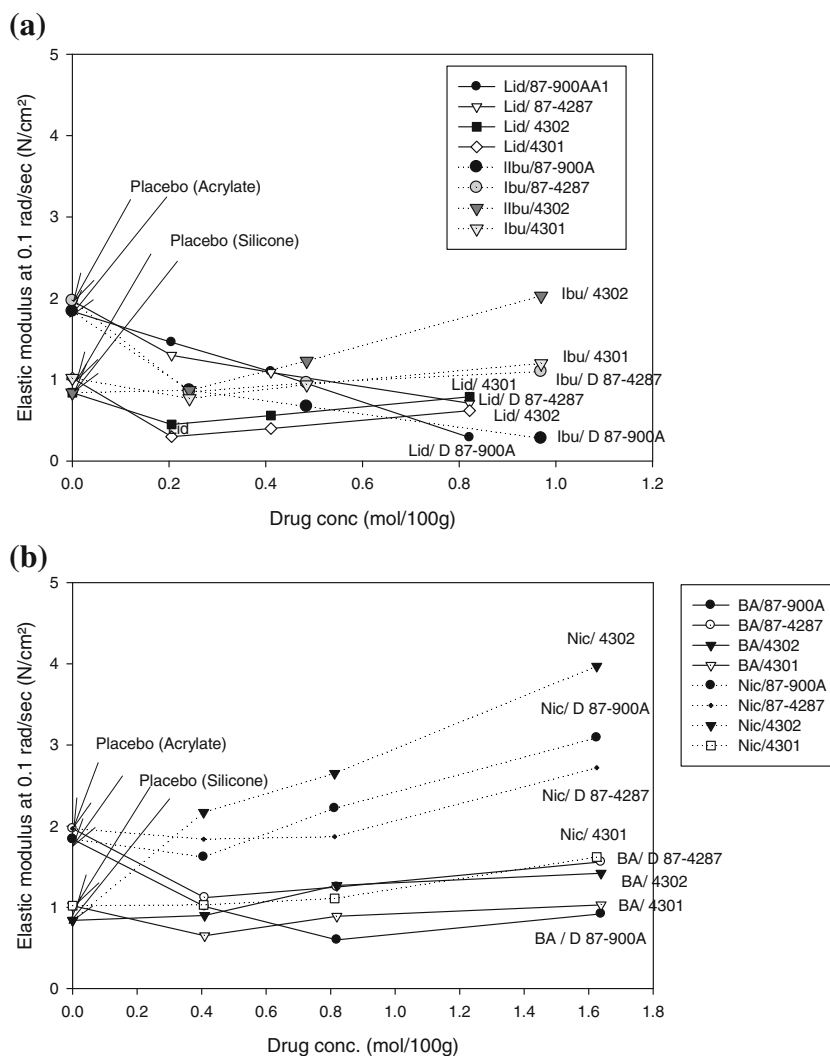 (a)
5
4
3
2
1
0
Elastic modulus at 0.1 rad/sec (N/cm²)
Lid/87-900AA1
Lid/ 87-4287
Lid/ 4302
Lid/4301
IIbu/87-900A
Ibu/87-4287
IIbu/4302
Ibu/4301
Placebo (Acrylate)
Placebo (Silicone)
Ibu/ 4302
Ibu/ 4301
Ibu/ D 87-4287
Lid/ 4301
Lid/ D 87-4287
Lid/ 4302
Lid
Lid/ D 87-900A
Ibu/ D 87-900A
0.0 0.2 0.4 0.6 0.8 1.0 1.2
Drug conc (mol/100g)
(b)
5
4
3
2
1
0
Elastic modulus at 0.1 rad/sec (N/cm²)
BA/87-900A
BA/87-4287
BA/4302
BA/4301
Nic/87-900A
Nic/87-4287
Nic/4302
Nic/4301
Nic/ 4302
Nic/ D 87-900A
Placebo (Acrylate)
Placebo (Silicone)
Nic/ D 87-4287
Nic/ 4301
BA/ D 87-4287
BA/ 4302
BA/ 4301
BA / D 87-900A
0.0 0.2 0.4 0.6 0.8 1.0 1.2 1.4 1.6 1.8
Drug conc. (mol/100g)